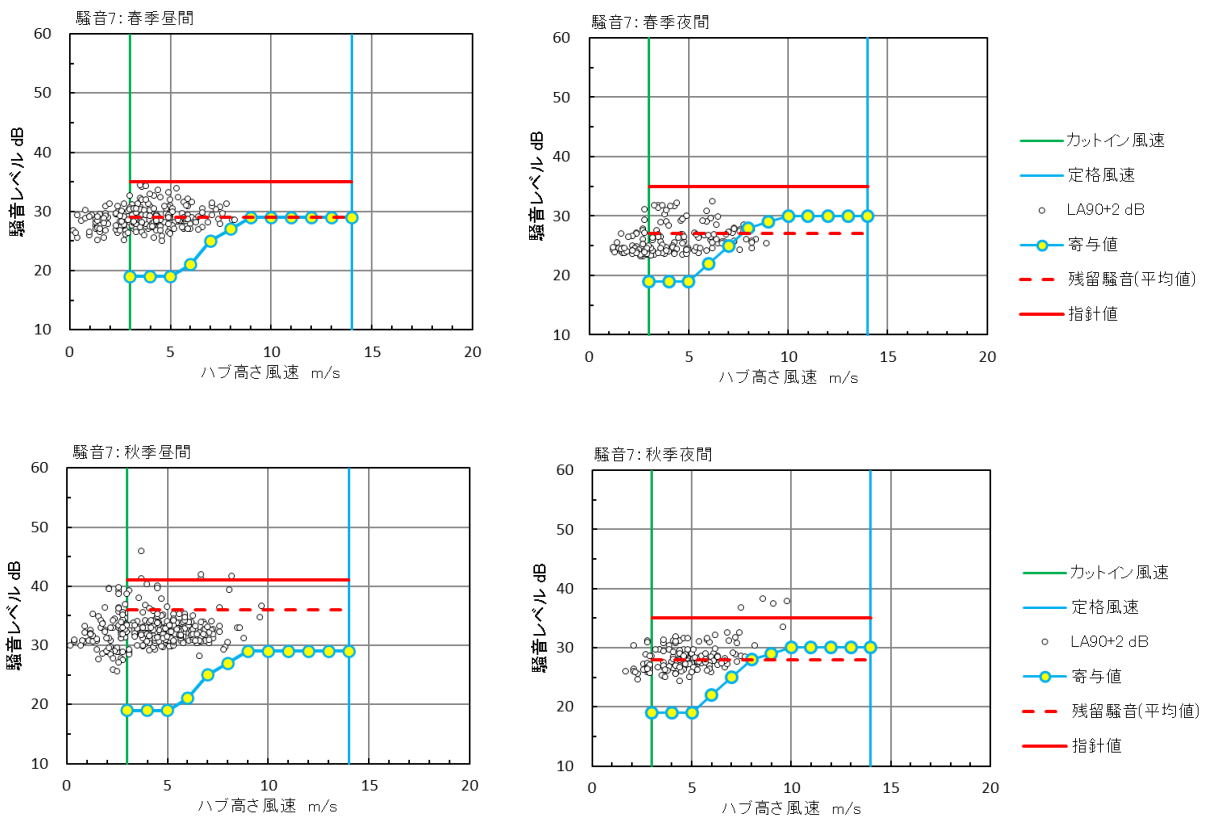 騒音7：春季昼間
60
50
40
30
20
10
0
5
10
15
20
騒音レベル dB
ハブ高さ風速 m/s
騒音7：春季夜間
60
50
40
30
20
10
0
5
10
15
20
騒音レベル dB
ハブ高さ風速 m/s
カットイン風速
定格風速
LA90+2 dB
寄与値
残留騒音(平均値)
指針値
騒音7：秋季昼間
60
50
40
30
20
10
0
5
10
15
20
騒音レベル dB
ハブ高さ風速 m/s
騒音7：秋季夜間
60
50
40
30
20
10
0
5
10
15
20
騒音レベル dB
ハブ高さ風速 m/s
カットイン風速
定格風速
LA90+2 dB
寄与値
残留騒音(平均値)
指針値